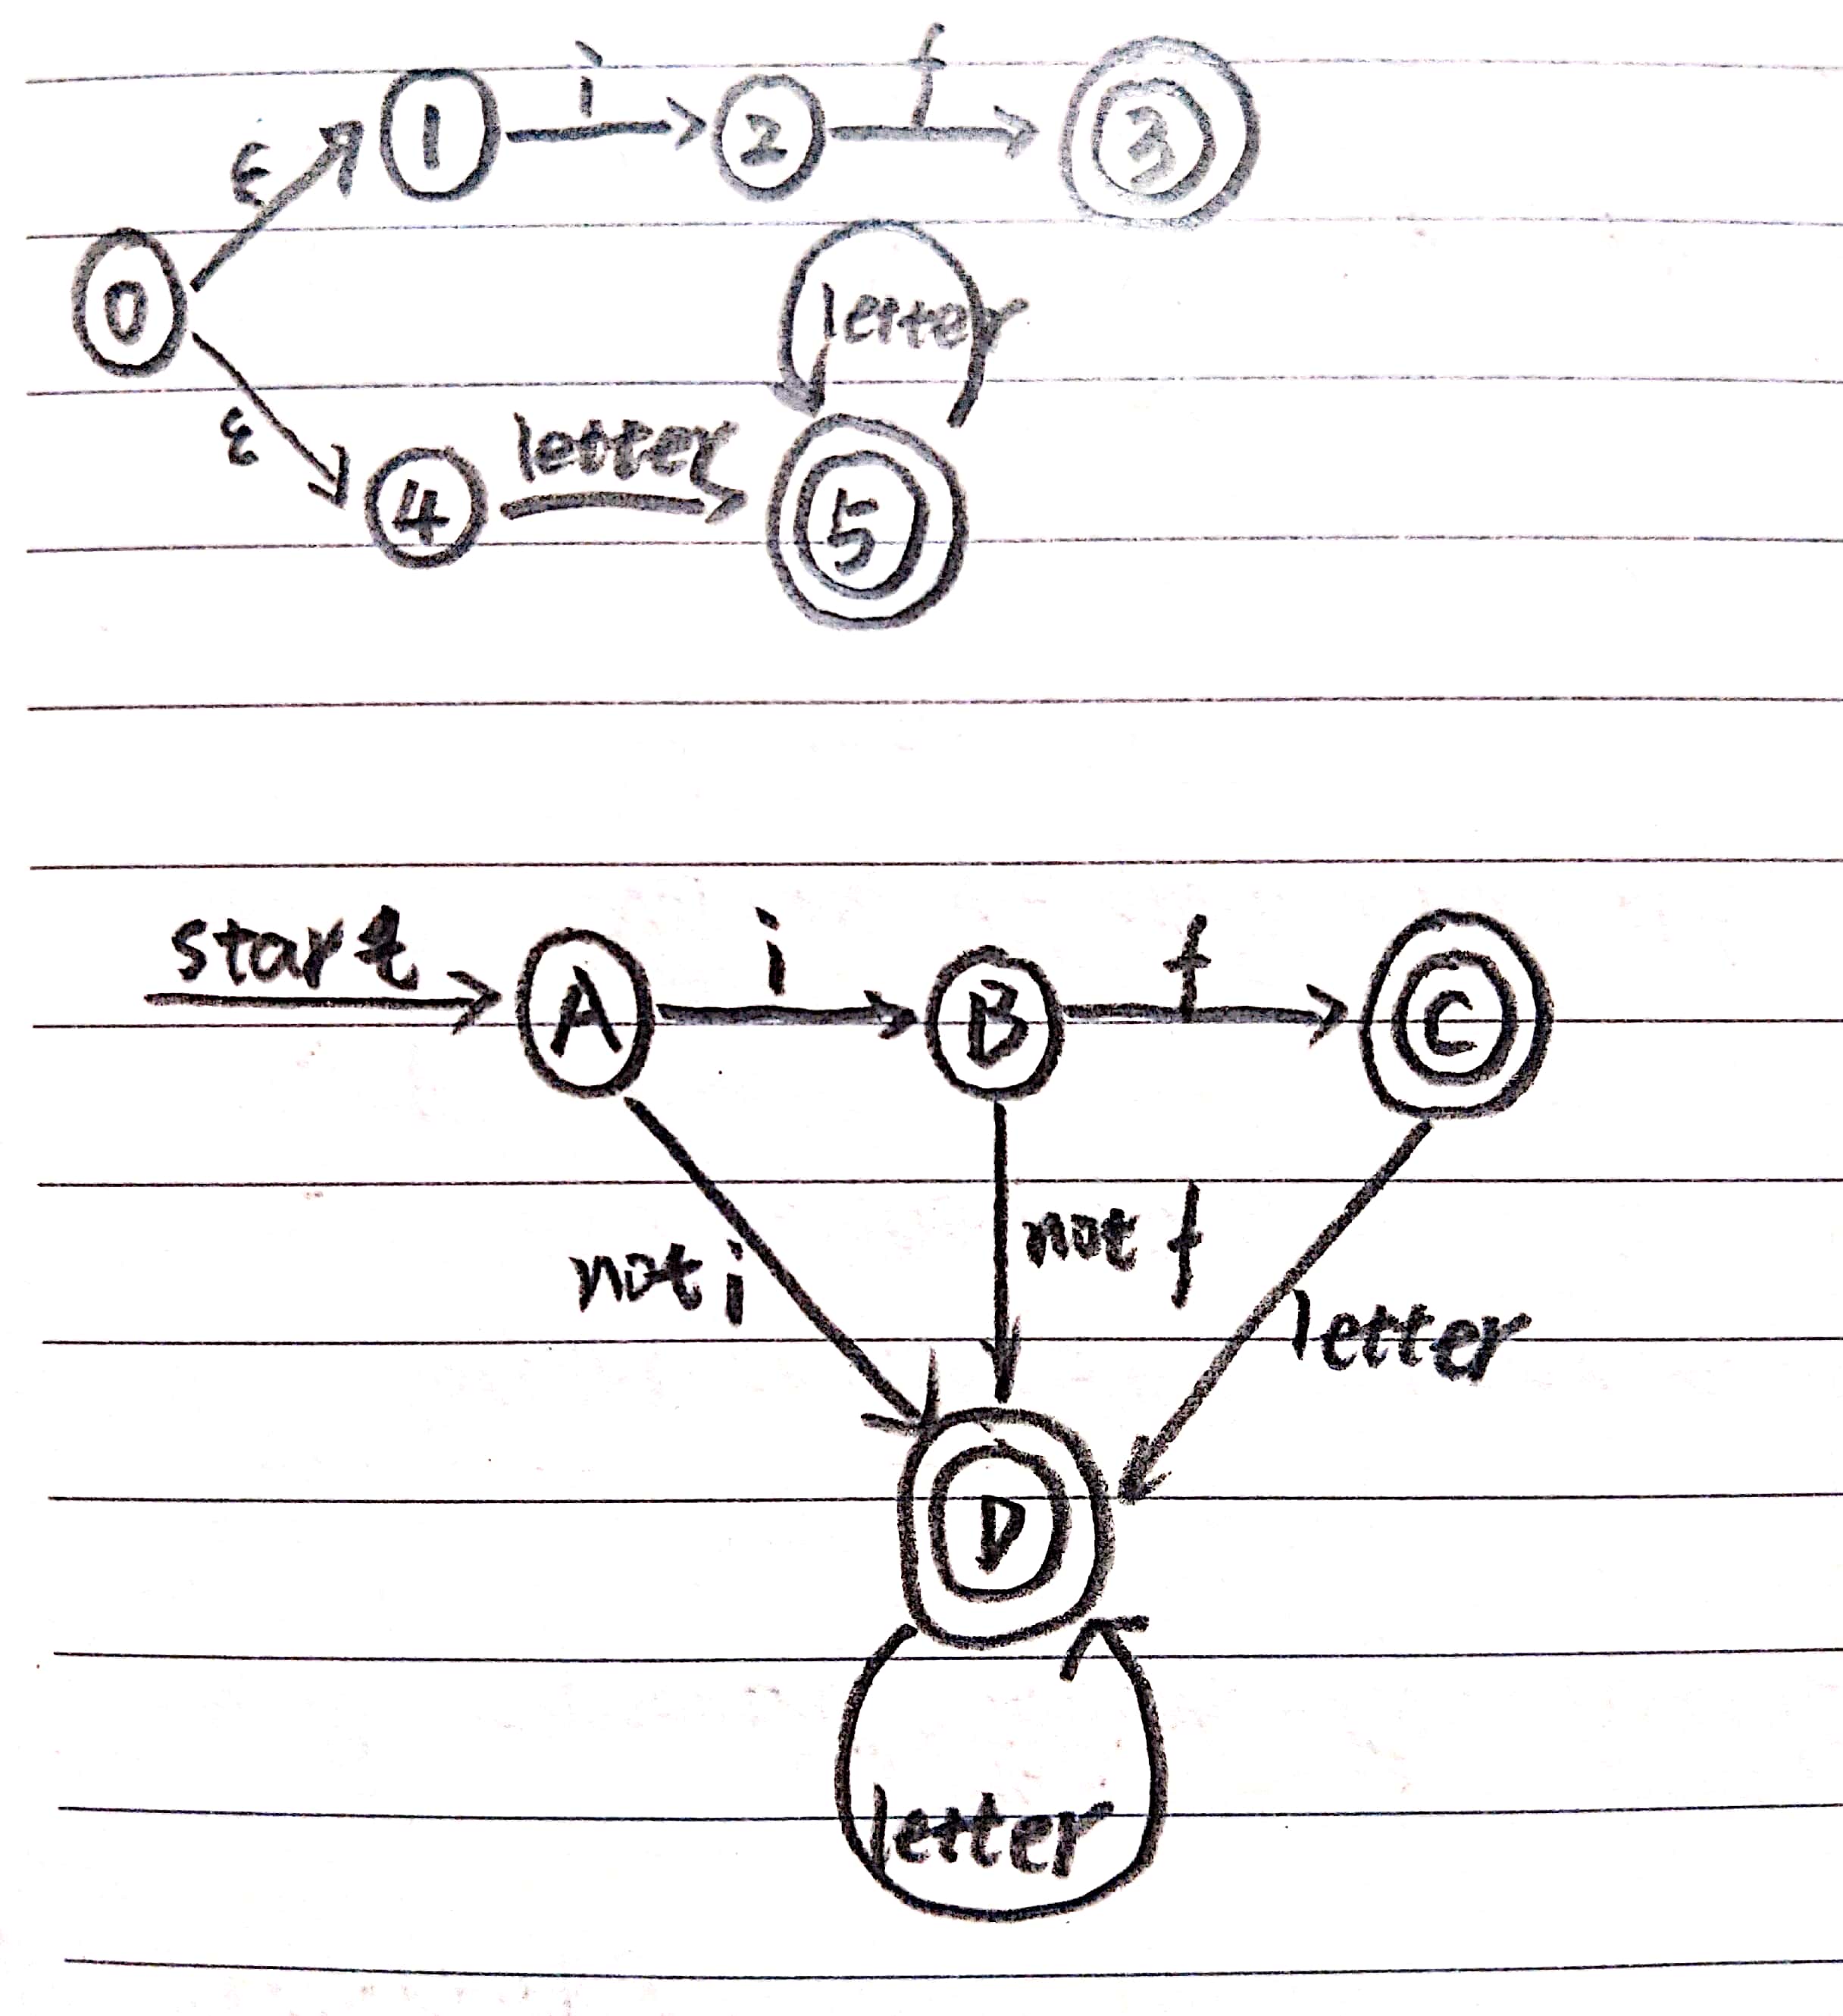 i f
ε 1 2 3
0
letter
ε letter
4 5
start i f
A B C
not i not f letter
D
letter